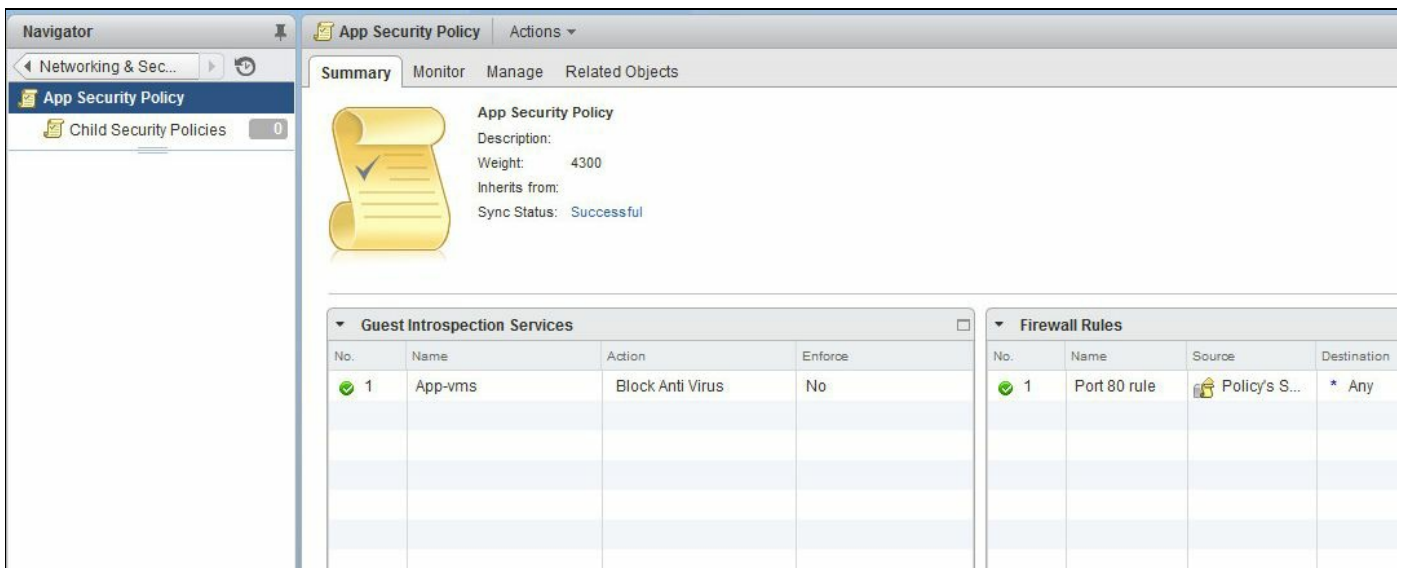 Navigator
App Security Policy Actions
Networking & Sec...
Summary Monitor Manage Related Objects
App Security Policy
Child Security Policies 0
App Security Policy
Description:
Weight: 4300
Inherits from:
Sync Status: Successful
Guest Introspection Services
No. Name Action Enforce
1 App-vms Block Anti Virus No
Firewall Rules
No. Name Source Destination
1 Port 80 rule Policy's S... * Any